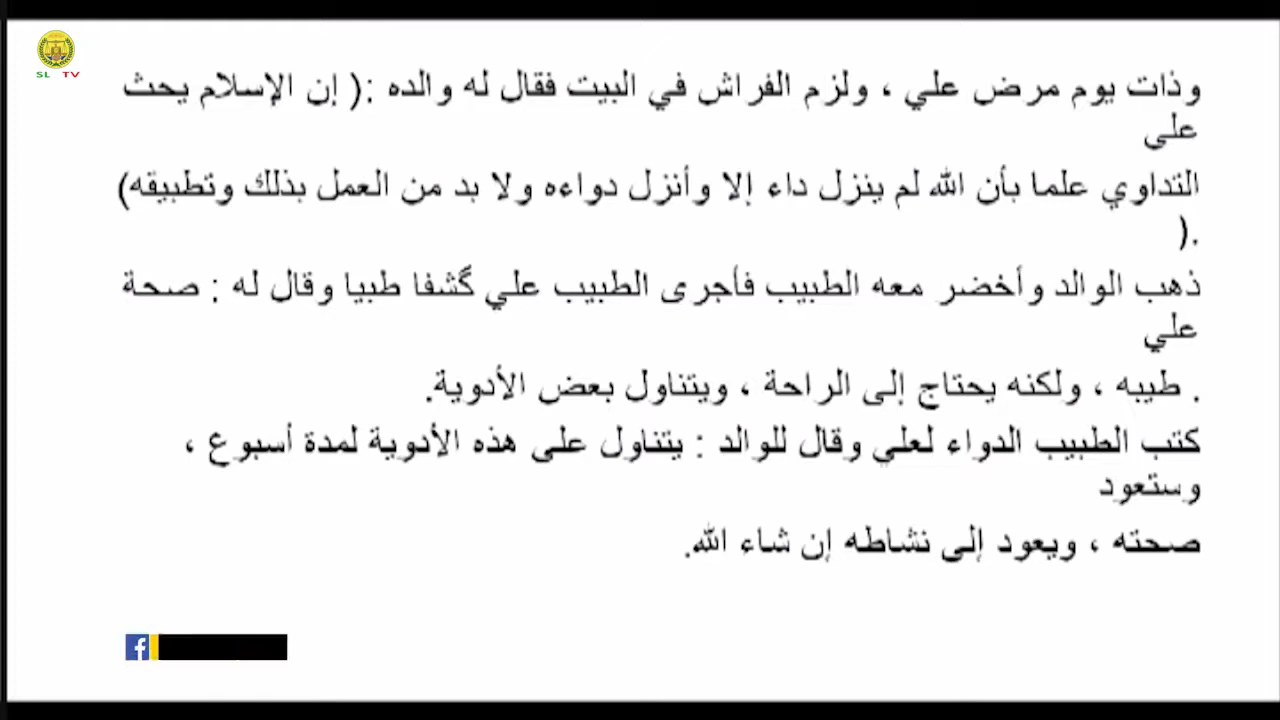 SL TV
وذات يوم مرض علي ، ولزم الفراش في البيت فقال له والده :( إن الإسلام يحث
على
التداوي علما بأن الله لم ينزل داء إلا وأنزل دواءه ولا بد من العمل بذلك وتطبيقه)
.(
ذهب الوالد وأخضر معه الطبيب فأجرى الطبيب علي گشفا طبيا وقال له : صحة
علي
. طيبه ، ولكنه يحتاج إلى الراحة ، ويتناول بعض الأدوية.
كتب الطبيب الدواء لعلي وقال للوالد : يتناول على هذه الأدوية لمدة أسبوع ،
وستعود
صحته ، ويعود إلى نشاطه إن شاء الله.